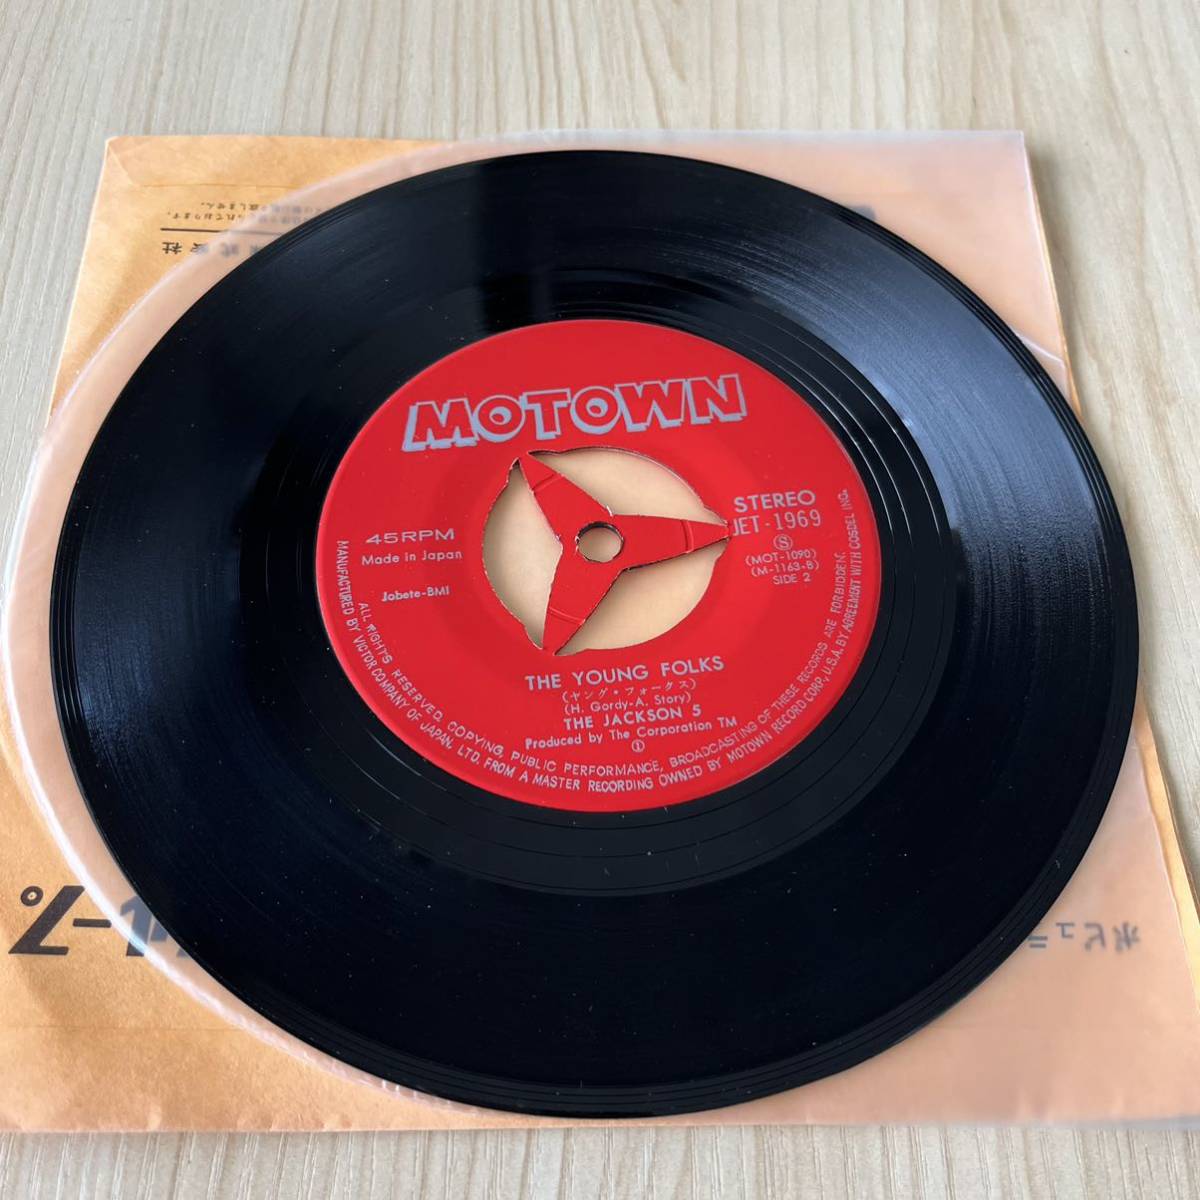 MOTOWN
STEREO
JET-1969
Ⓢ
(MOT-1090)
(M-1163-B)
SIDE 2
45RPM
Made in Japan
Jobete-BMI
THE YOUNG FOLKS
(ヤング・フォークス)
(H. Gordy-A. Story)
THE JACKSON 5
Produced by The Corporation™
ALL RIGHTS RESERVED. COPYING, PUBLIC PERFORMANCE, BROADCASTING OF THESE RECORDS ARE FORBIDDEN.
MANUFACTURED BY VICTOR COMPANY OF JAPAN, LTD. FROM A MASTER RECORDING OWNED BY MOTOWN RECORD CORP., U.S.A. BY AGREEMENT WITH COSDEL INC.